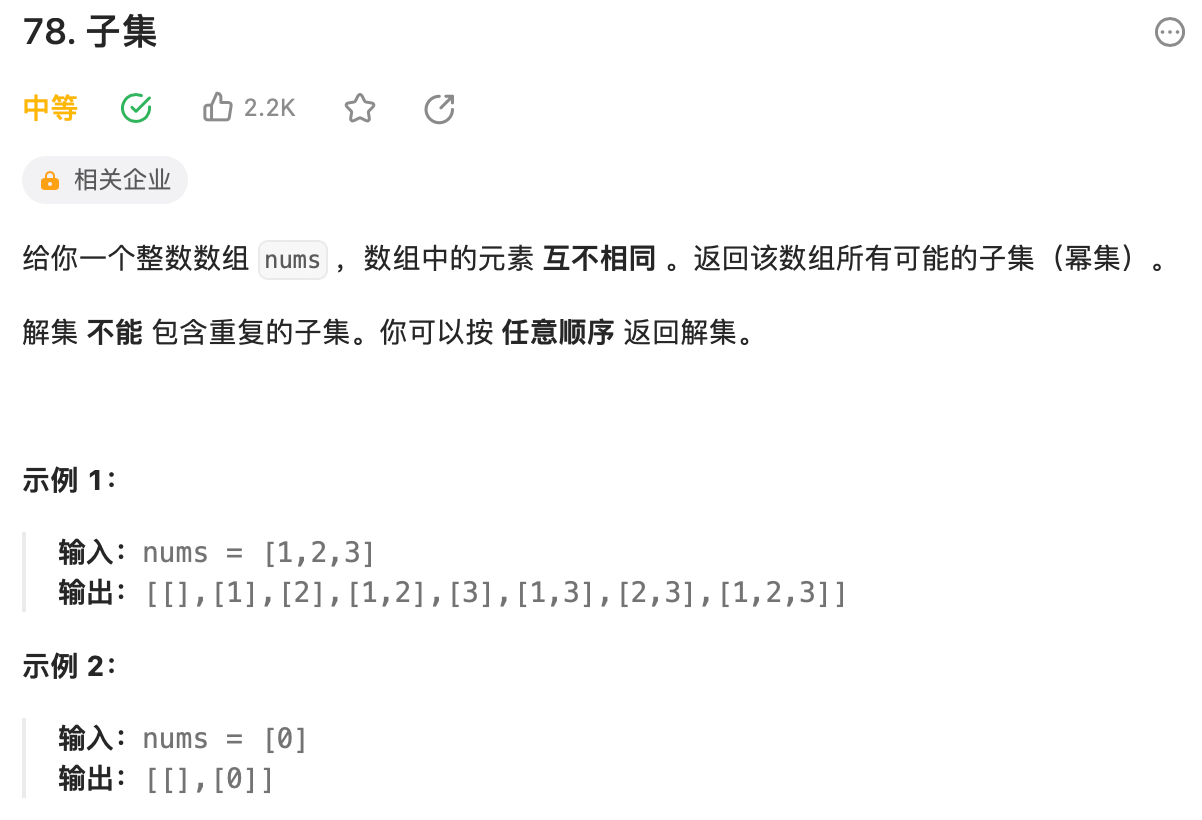 78. 子集
中等 2.2K
相关企业
给你一个整数数组 nums ，数组中的元素 互不相同 。返回该数组所有可能的子集（幂集）。
解集 不能 包含重复的子集。你可以按 任意顺序 返回解集。
示例 1：
输入：nums = [1,2,3]
输出：[[],[1],[2],[1,2],[3],[1,3],[2,3],[1,2,3]]
示例 2：
输入：nums = [0]
输出：[[],[0]]